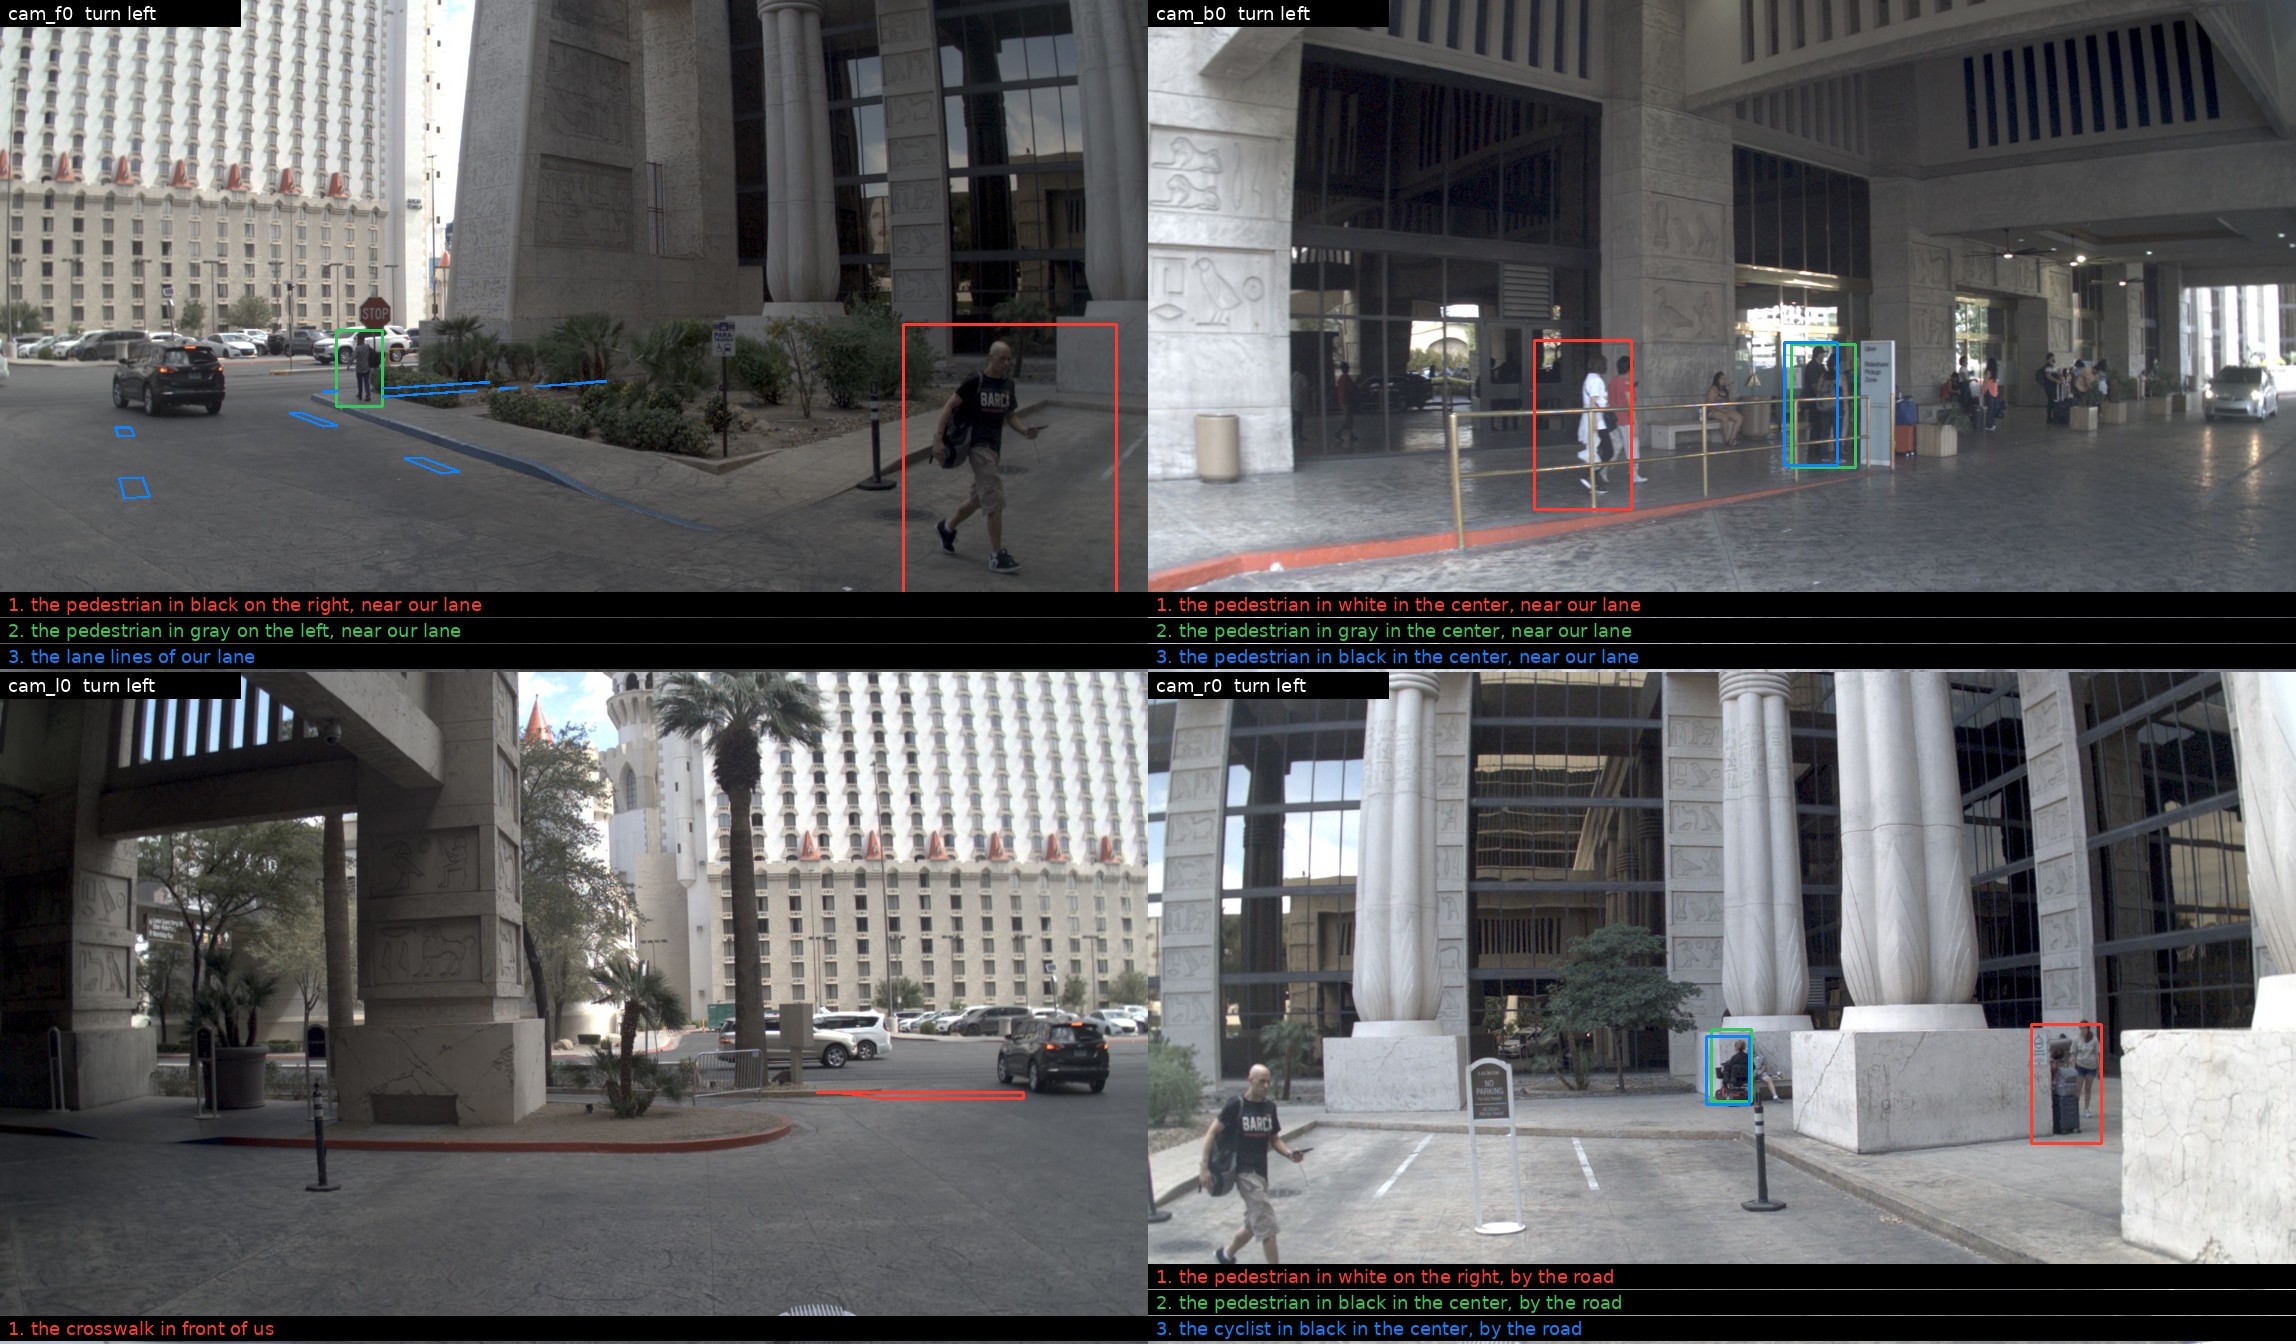 cam_f0 turn left
STOP
BARCA
1. the pedestrian in black on the right, near our lane
2. the pedestrian in gray on the left, near our lane
3. the lane lines of our lane
cam_b0 turn left
Uber
Rideshare
Pickup
Zone
1. the pedestrian in white in the center, near our lane
2. the pedestrian in gray in the center, near our lane
3. the pedestrian in black in the center, near our lane
cam_l0 turn left
1. the crosswalk in front of us
cam_r0 turn left
BARCA
NO
PARKING
1. the pedestrian in white on the right, by the road
2. the pedestrian in black in the center, by the road
3. the cyclist in black in the center, by the road